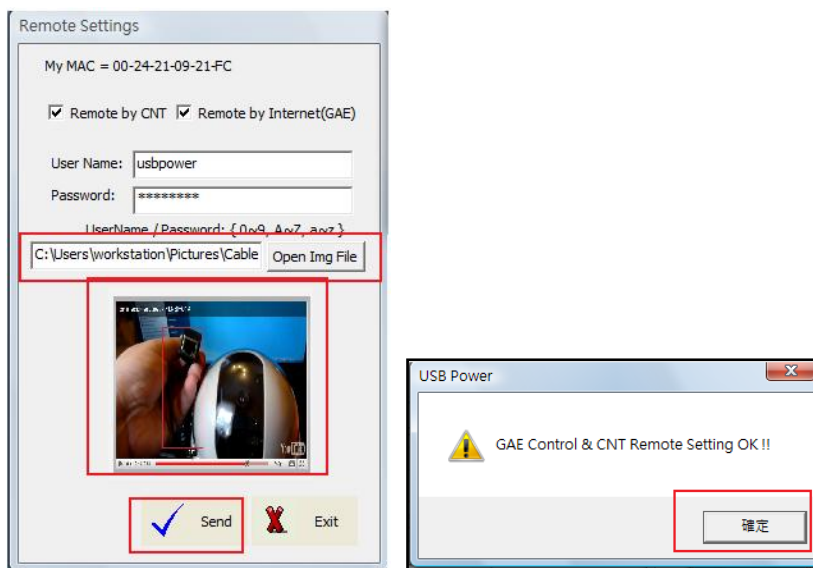 Remote Settings
My MAC = 00-24-21-09-21-FC
Remote by CNT Remote by Internet(GAE)
User Name: usbpower
Password: ********
UserName / Password: { 0~9, A~Z, a~z }
C:\Users\workstation\Pictures\Cable Open Img File
Send Exit
USB Power
GAE Control & CNT Remote Setting OK !!
確定